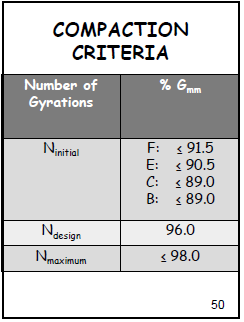 COMPACTION
CRITERIA
Number of Gyrations % Gmm
Ninitial F: ≤ 91.5
E: ≤ 90.5
C: ≤ 89.0
B: ≤ 89.0
Ndesign 96.0
Nmaximum ≤ 98.0
50